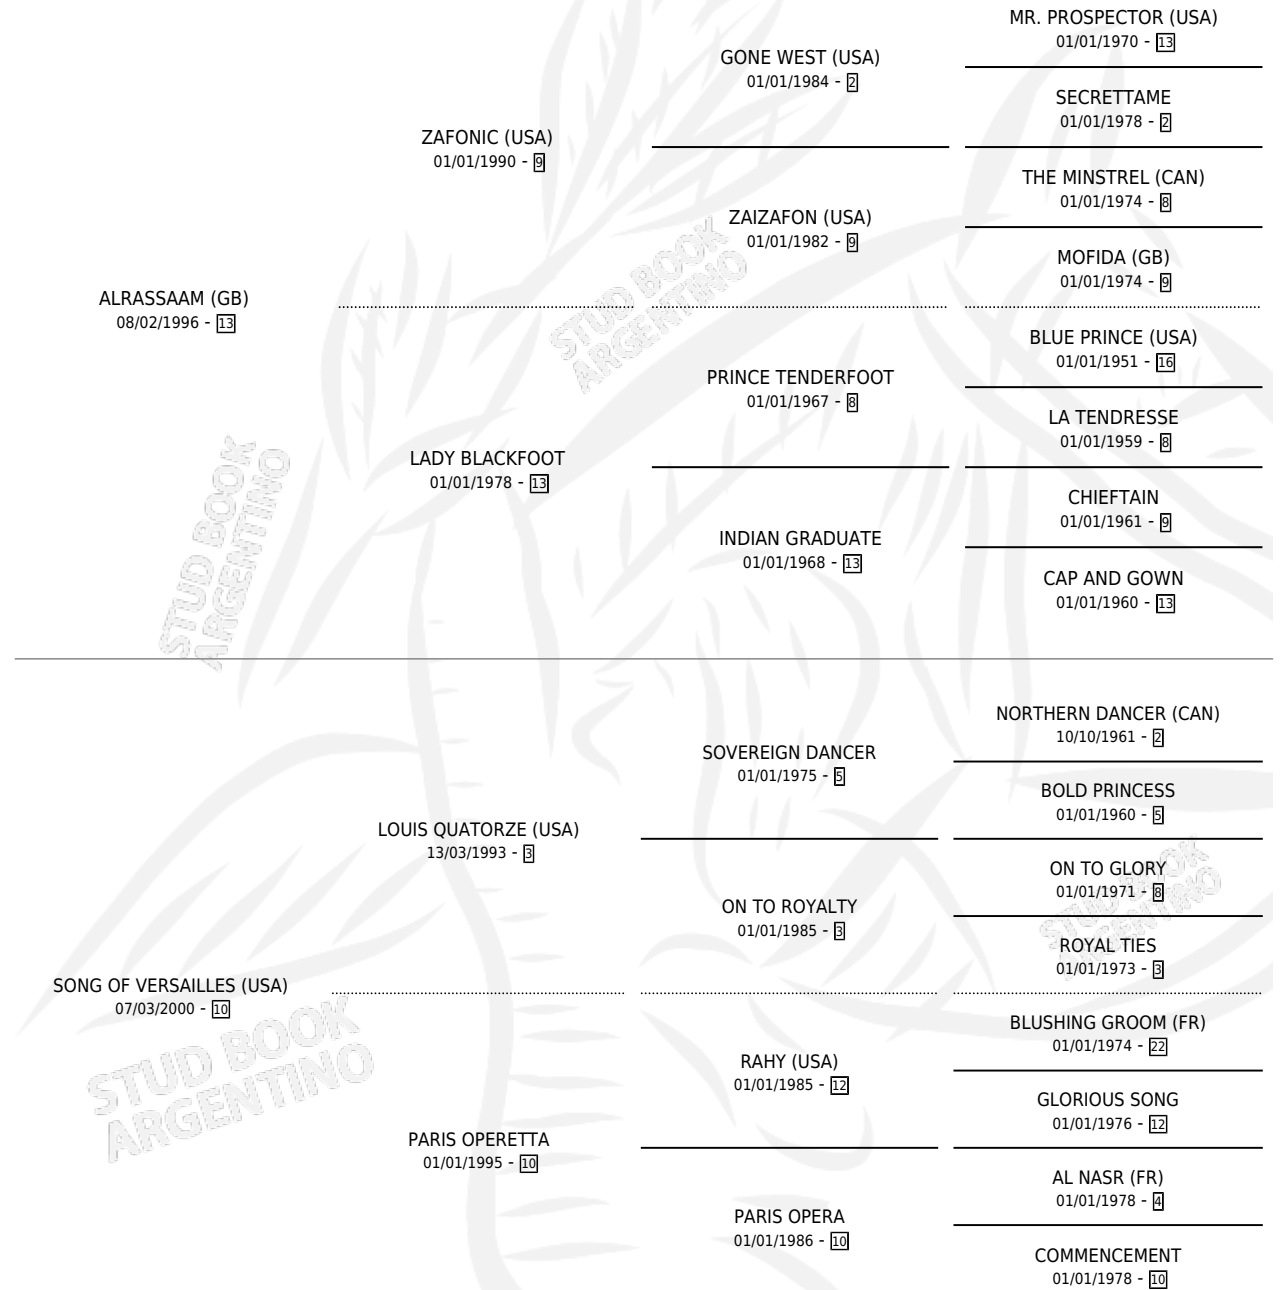 MR. PROSPECTOR (USA)
01/01/1970 - 13
GONE WEST (USA)
01/01/1984 - 2
SECRETTAME
01/01/1978 - 2
ZAFONIC (USA)
01/01/1990 - 9
THE MINSTREL (CAN)
01/01/1974 - 8
ZAIZAFON (USA)
01/01/1982 - 9
MOFIDA (GB)
01/01/1974 - 9
ALRASSAAM (GB)
08/02/1996 - 13
BLUE PRINCE (USA)
01/01/1951 - 16
PRINCE TENDERFOOT
01/01/1967 - 8
LA TENDRESSE
01/01/1959 - 8
LADY BLACKFOOT
01/01/1978 - 13
CHIEFTAIN
01/01/1961 - 9
INDIAN GRADUATE
01/01/1968 - 13
CAP AND GOWN
01/01/1960 - 13
STUD BOOK
ARGENTINO
STUD BOOK
ARGENTINO
NORTHERN DANCER (CAN)
10/10/1961 - 2
SOVEREIGN DANCER
01/01/1975 - 5
BOLD PRINCESS
01/01/1960 - 5
LOUIS QUATORZE (USA)
13/03/1993 - 3
ON TO GLORY
01/01/1971 - 8
ON TO ROYALTY
01/01/1985 - 3
ROYAL TIES
01/01/1973 - 3
SONG OF VERSAILLES (USA)
07/03/2000 - 10
BLUSHING GROOM (FR)
01/01/1974 - 22
RAHY (USA)
01/01/1985 - 12
GLORIOUS SONG
01/01/1976 - 12
PARIS OPERETTA
01/01/1995 - 10
AL NASR (FR)
01/01/1978 - 4
PARIS OPERA
01/01/1986 - 10
COMMENCEMENT
01/01/1978 - 10
STUD BOOK
ARGENTINO
STUD BOOK
ARGENTINO